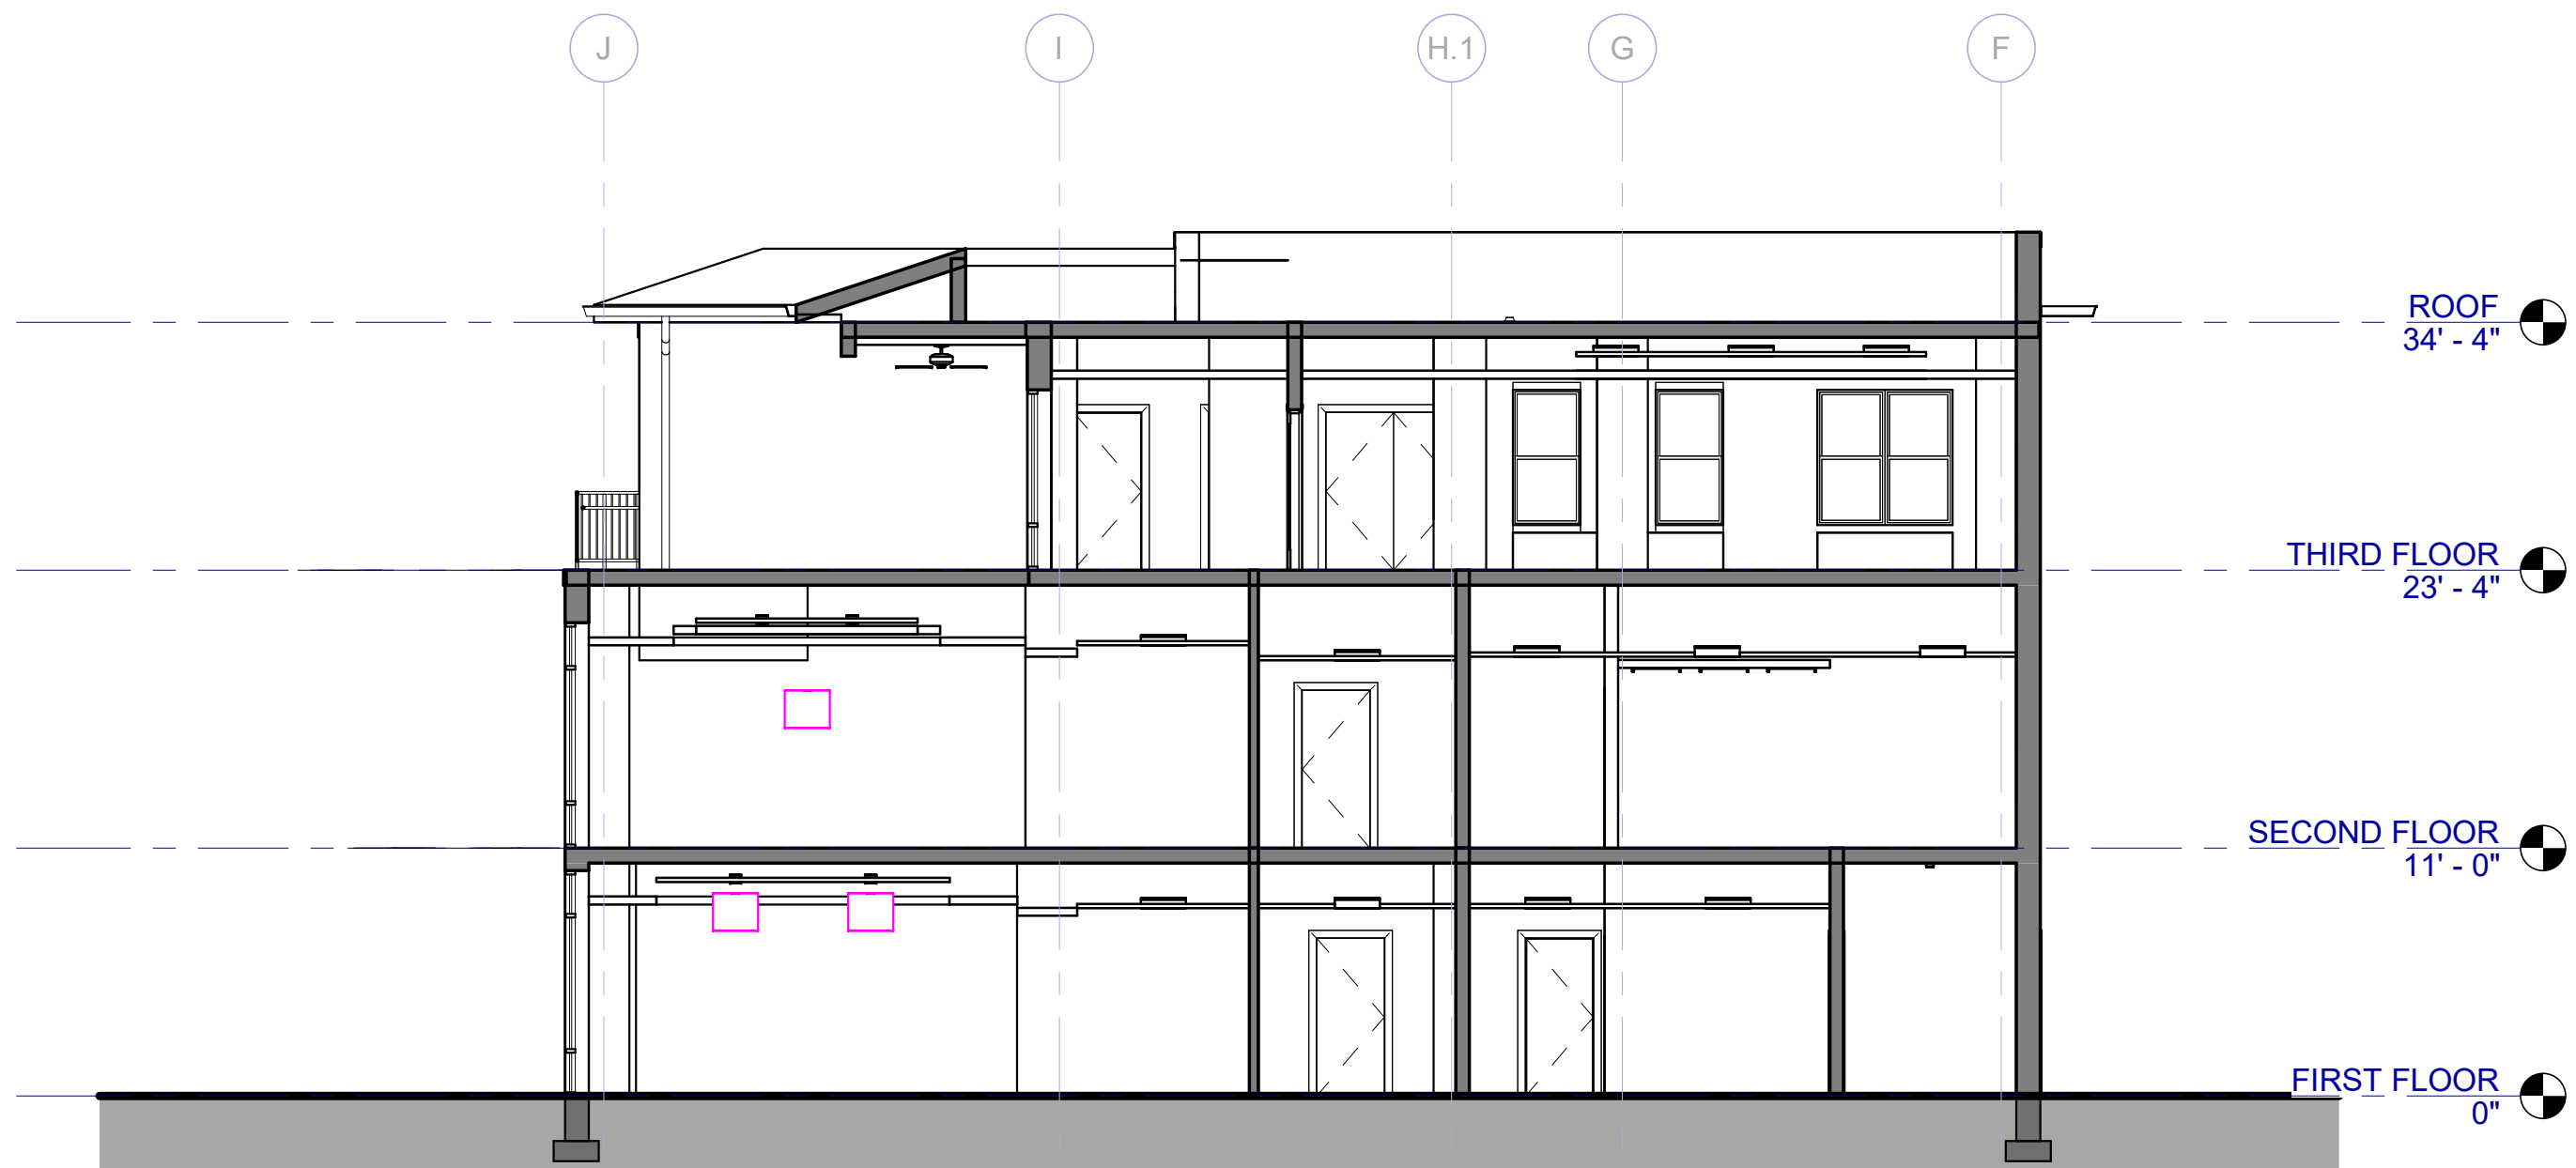 J
I
H.1
G
F
ROOF
34' - 4"
THIRD FLOOR
23' - 4"
SECOND FLOOR
11' - 0"
FIRST FLOOR
0"